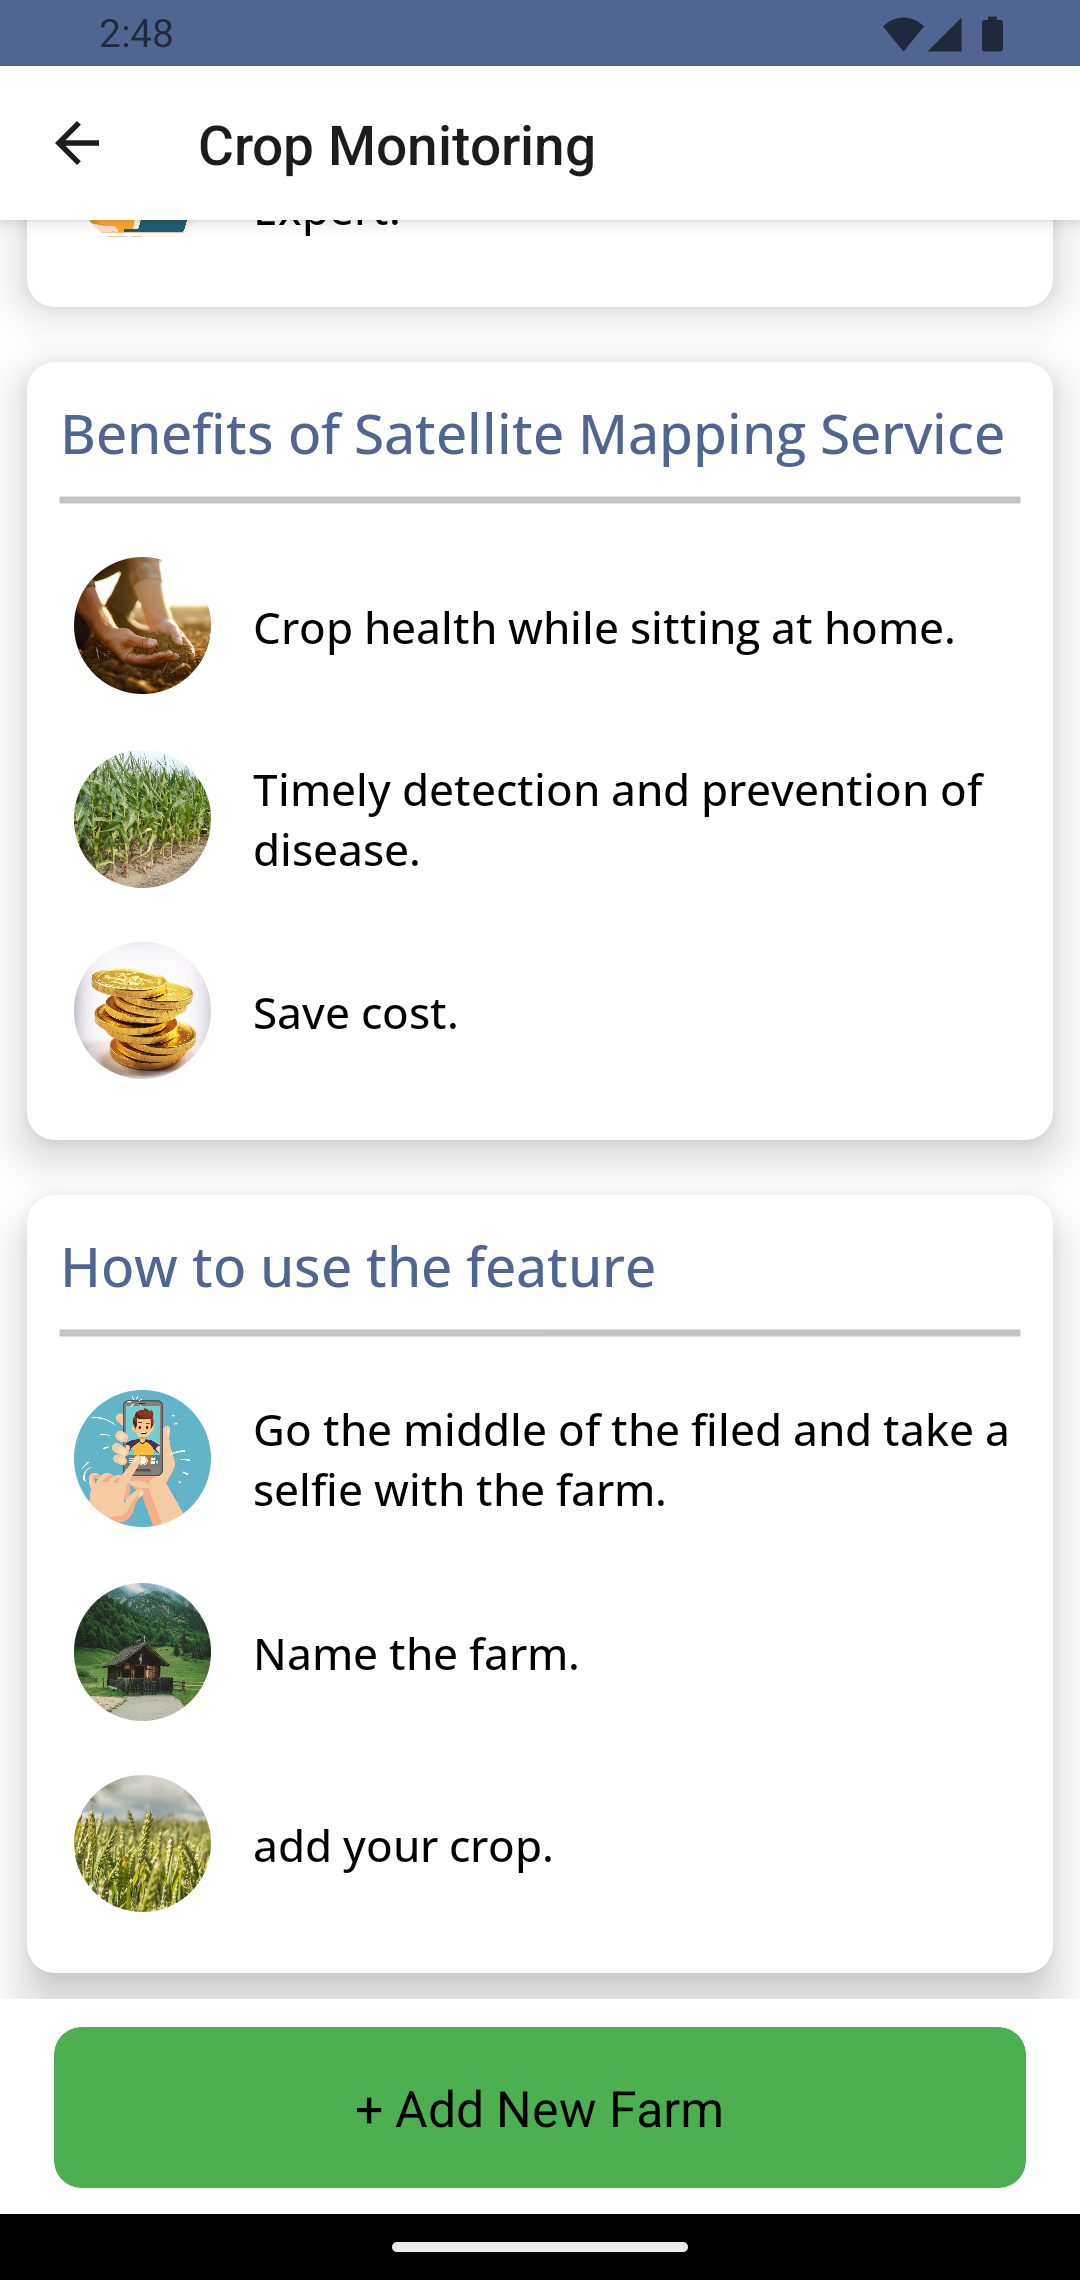 2:48
Crop Monitoring
Expert.
Benefits of Satellite Mapping Service
Crop health while sitting at home.
Timely detection and prevention of
disease.
Save cost.
How to use the feature
Go the middle of the filed and take a
selfie with the farm.
Name the farm.
add your crop.
+ Add New Farm